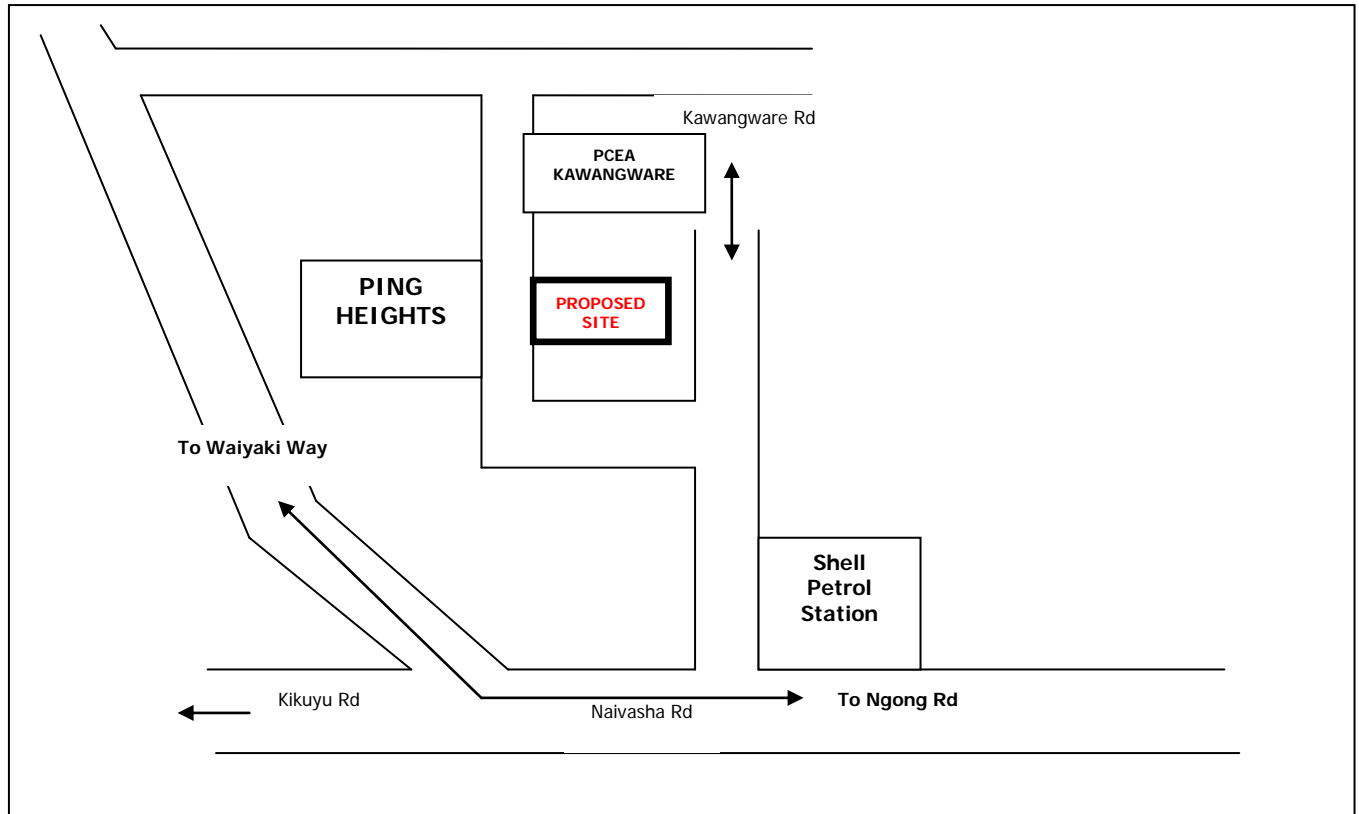 Kawangware Rd
PCEA
KAWANGWARE
PING
HEIGHTS
PROPOSED
SITE
To Waiyaki Way
Shell
Petrol
Station
Kikuyu Rd
Naivasha Rd
To Ngong Rd